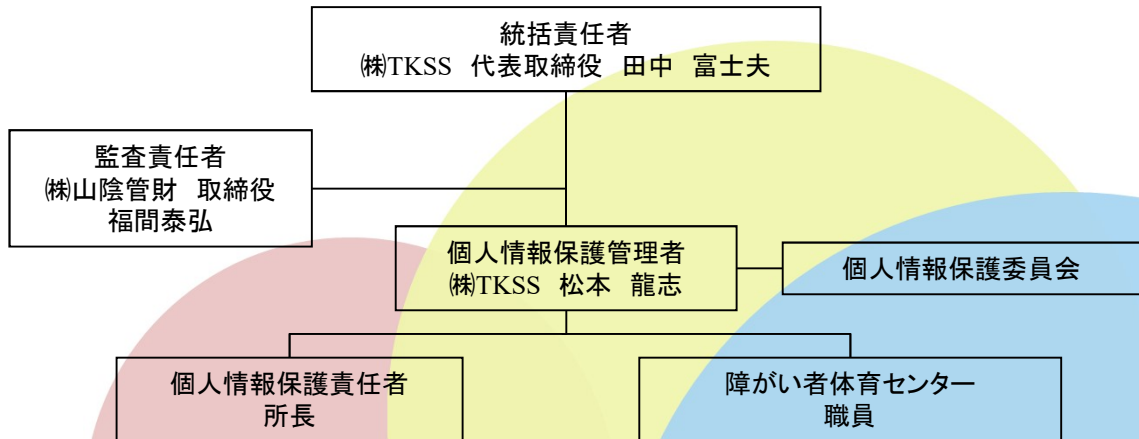 統括責任者
㈱TKSS 代表取締役 田中 富士夫
監査責任者
㈱山陰管財 取締役
福間泰弘
個人情報保護管理者
㈱TKSS 松本 龍志
個人情報保護委員会
個人情報保護責任者
所長
障がい者体育センター
職員